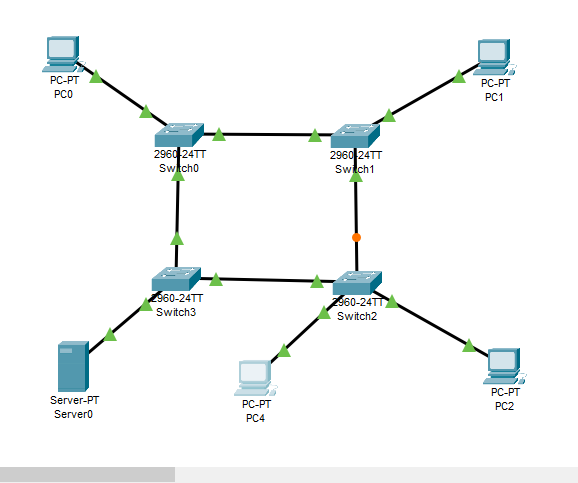 PC-PT
PC0
PC-PT
PC1
2960-24TT
Switch0
2960-24TT
Switch1
2960-24TT
Switch3
2960-24TT
Switch2
Server-PT
Server0
PC-PT
PC4
PC-PT
PC2